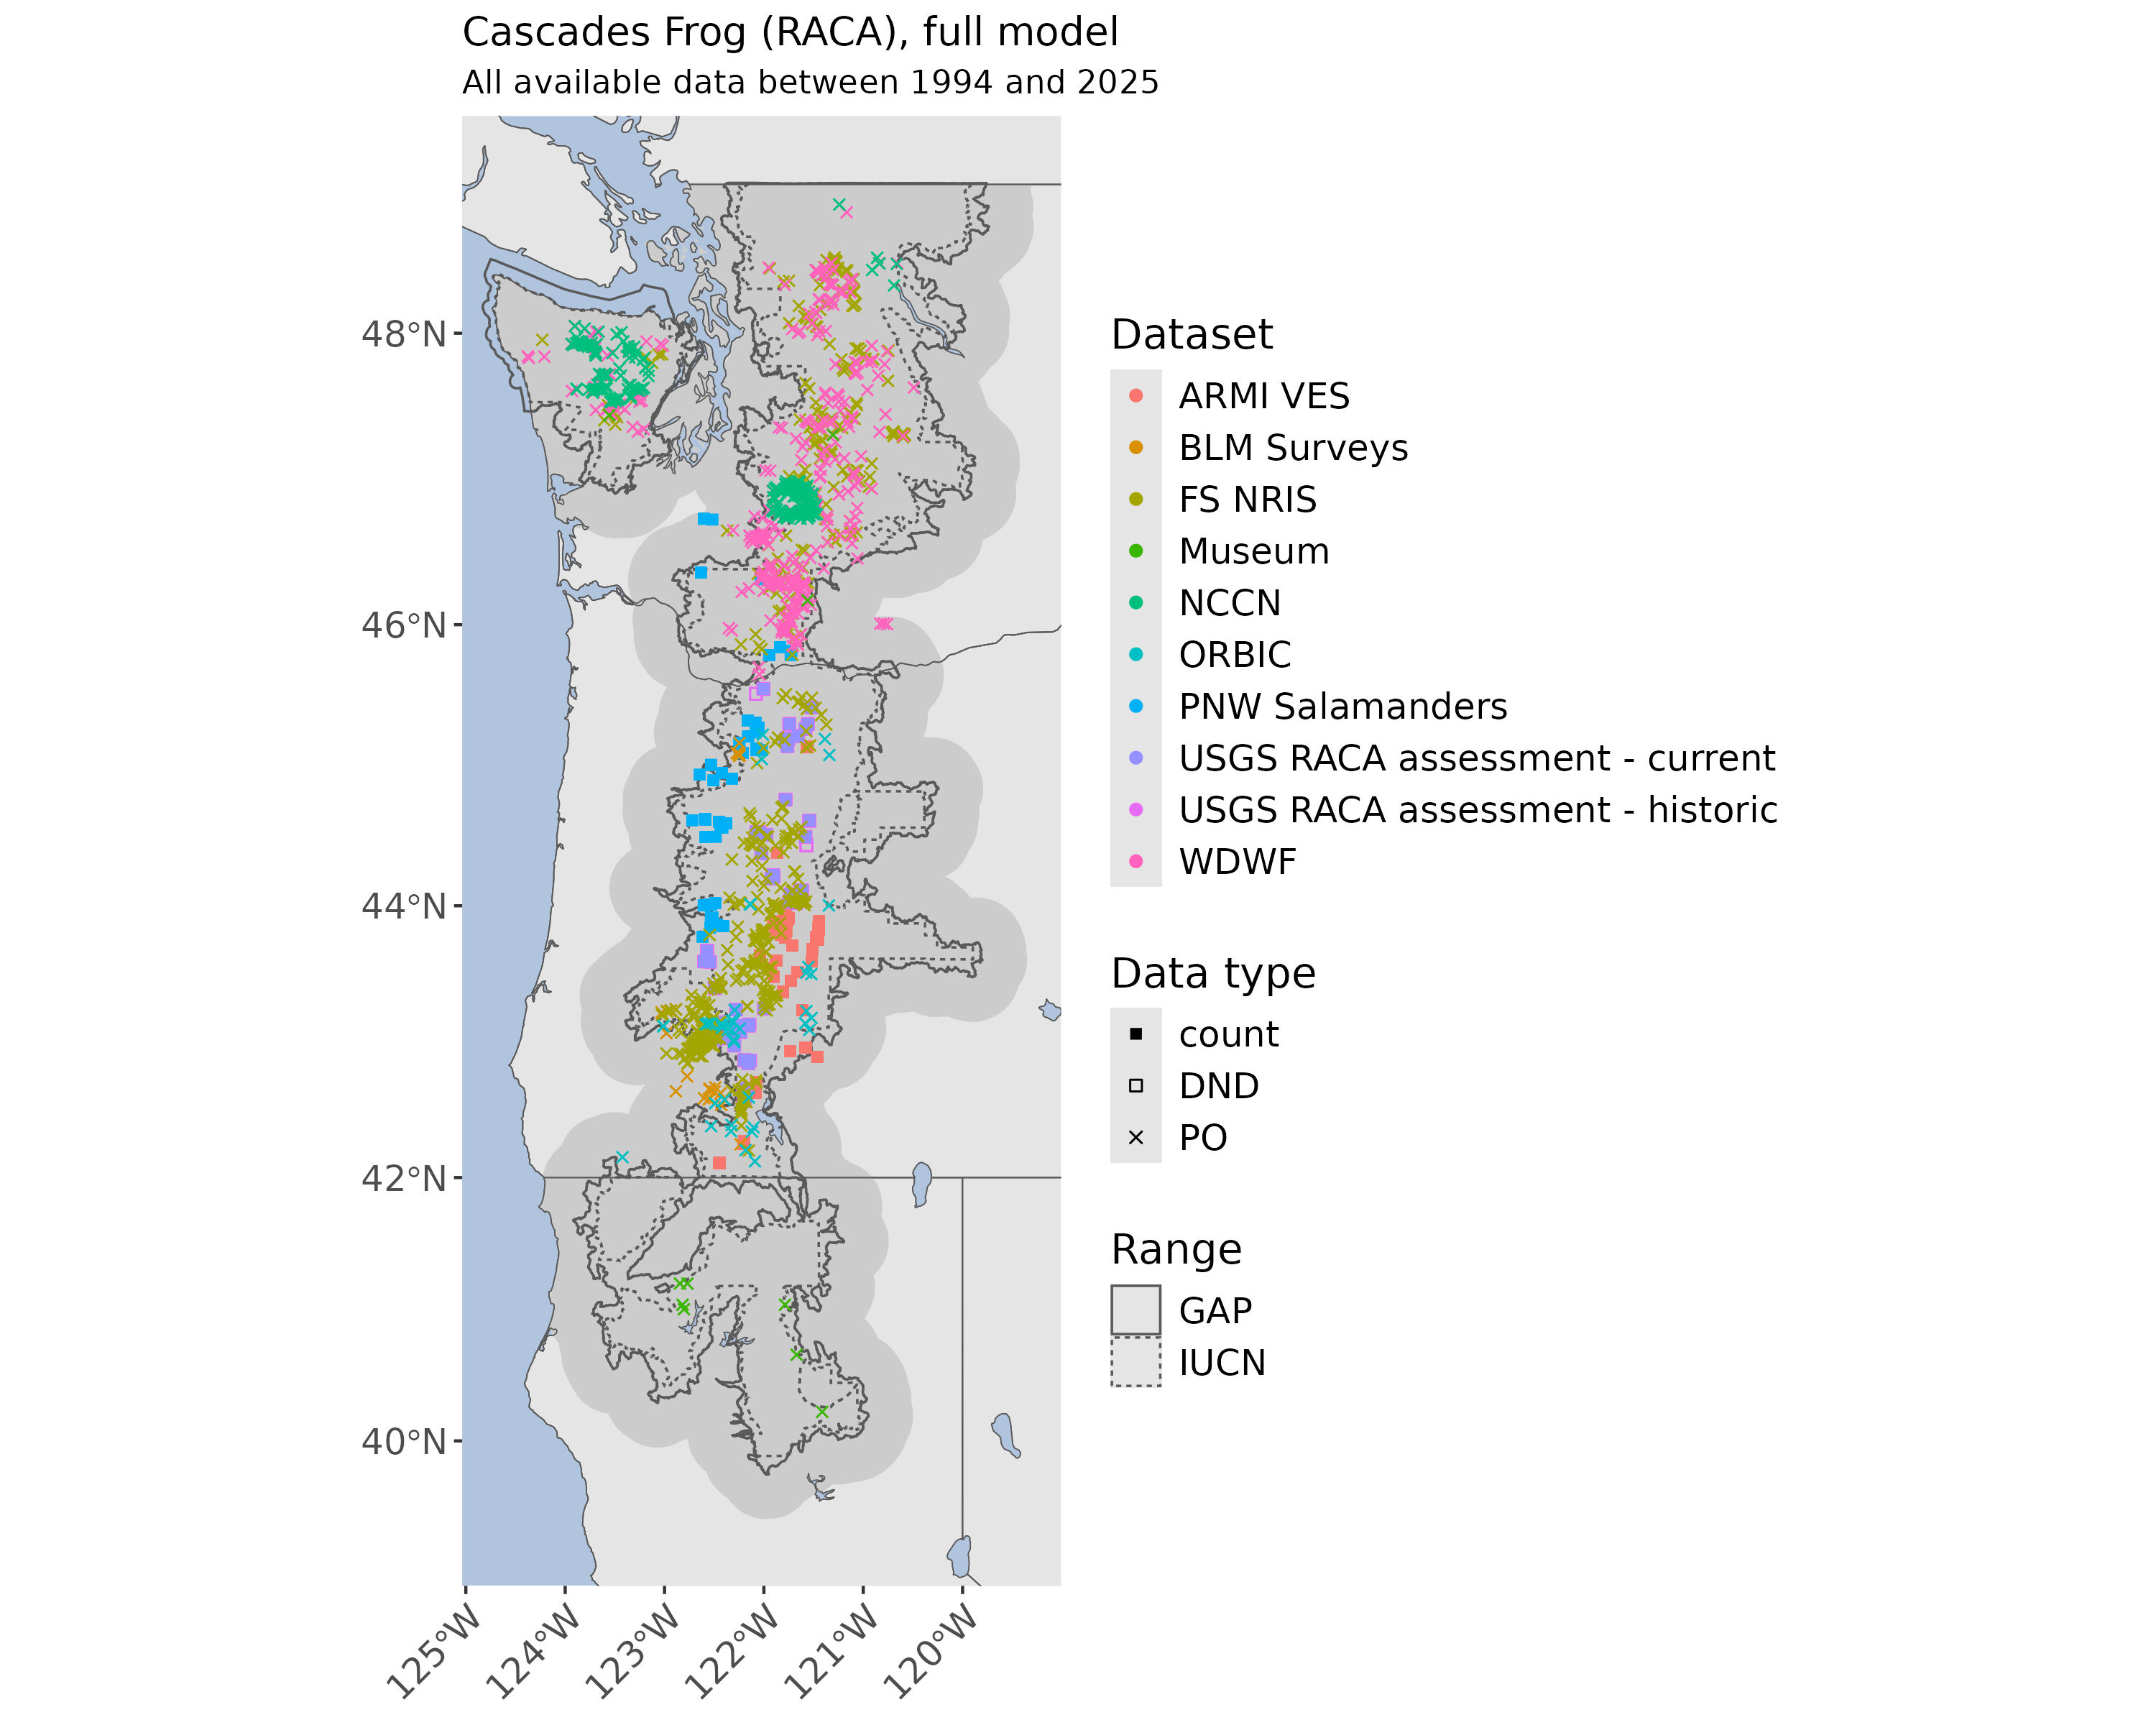 Cascades Frog (RACA), full model
All available data between 1994 and 2025
48°N
46°N
44°N
42°N
40°N
125°W
124°W
123°W
122°W
121°W
120°W
Dataset
ARMI VES
BLM Surveys
FS NRIS
Museum
NCCN
ORBIC
PNW Salamanders
USGS RACA assessment - current
USGS RACA assessment - historic
WDWF
Data type
count
DND
PO
Range
GAP
IUCN